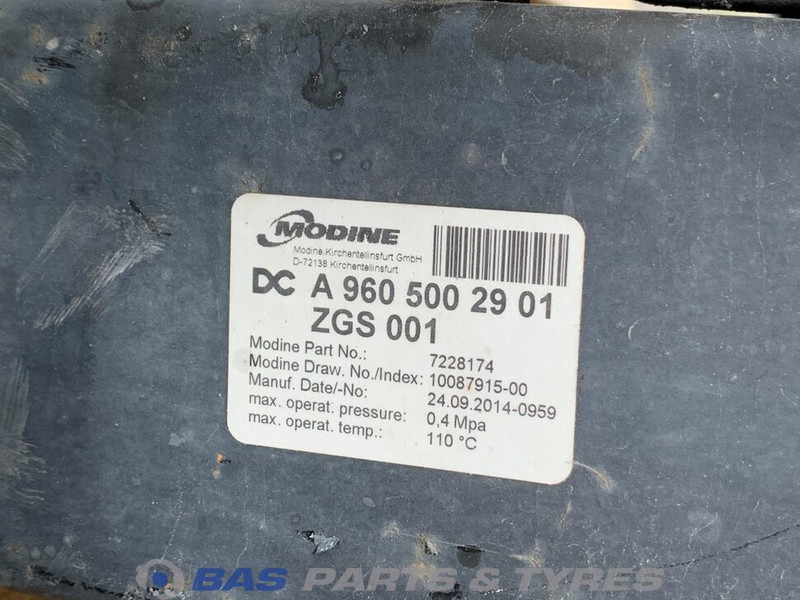 MODINE
Modine Kirchentellinsfurt GmbH
D-72138 Kirchentellinsfurt
DC A 960 500 29 01
ZGS 001
Modine Part No.: 7228174
Modine Draw. No./Index: 10087915-00
Manuf. Date/-No: 24.09.2014-0959
max. operat. pressure: 0,4 Mpa
max. operat. temp.: 110 °C
BAS PARTS & TYRES